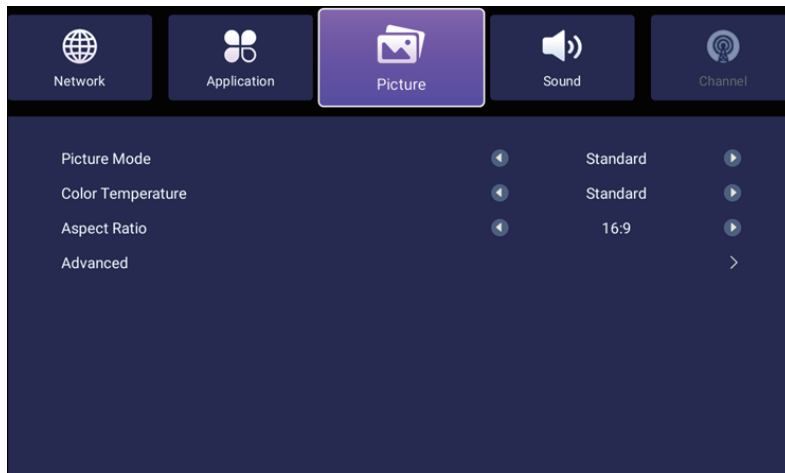 Network Application Picture Sound Channel
Picture Mode Standard
Color Temperature Standard
Aspect Ratio 16:9
Advanced